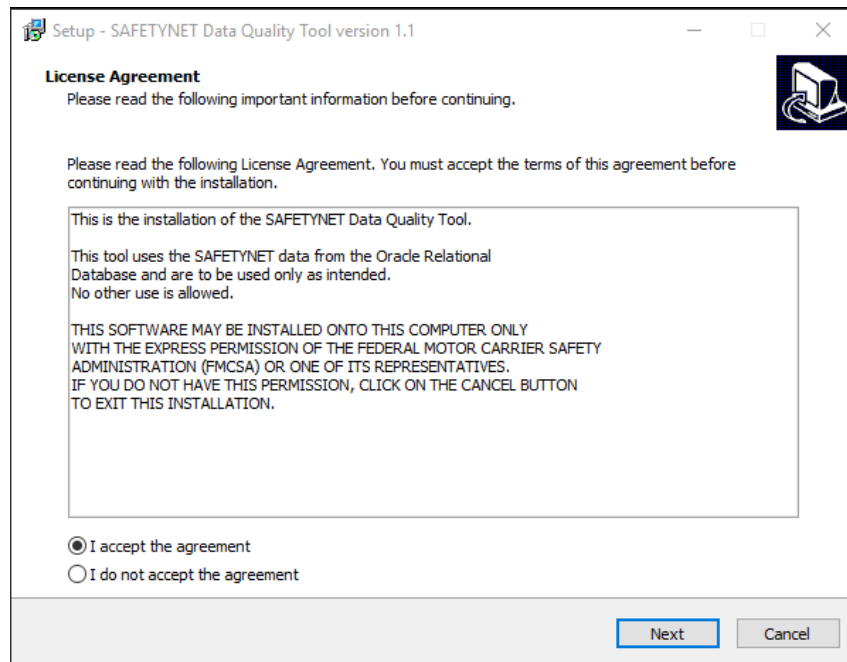 Setup - SAFETYNET Data Quality Tool version 1.1
License Agreement
Please read the following important information before continuing.
Please read the following License Agreement. You must accept the terms of this agreement before
continuing with the installation.
This is the installation of the SAFETYNET Data Quality Tool.
This tool uses the SAFETYNET data from the Oracle Relational
Database and are to be used only as intended.
No other use is allowed.
THIS SOFTWARE MAY BE INSTALLED ONTO THIS COMPUTER ONLY
WITH THE EXPRESS PERMISSION OF THE FEDERAL MOTOR CARRIER SAFETY
ADMINISTRATION (FMCSA) OR ONE OF ITS REPRESENTATIVES.
IF YOU DO NOT HAVE THIS PERMISSION, CLICK ON THE CANCEL BUTTON
TO EXIT THIS INSTALLATION.
I accept the agreement
I do not accept the agreement
Next Cancel